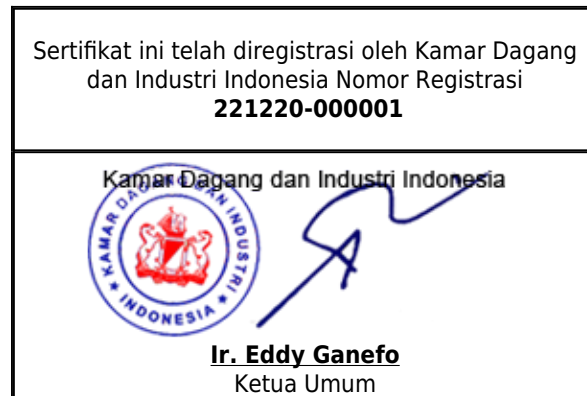 Sertifikat ini telah diregistrasi oleh Kamar Dagang
dan Industri Indonesia Nomor Registrasi
221220-000001
Kamar Dagang dan Industri Indonesia
KAMAR DAGANG DAN INDUSTRI
* INDONESIA *
Ir. Eddy Ganefo
Ketua Umum